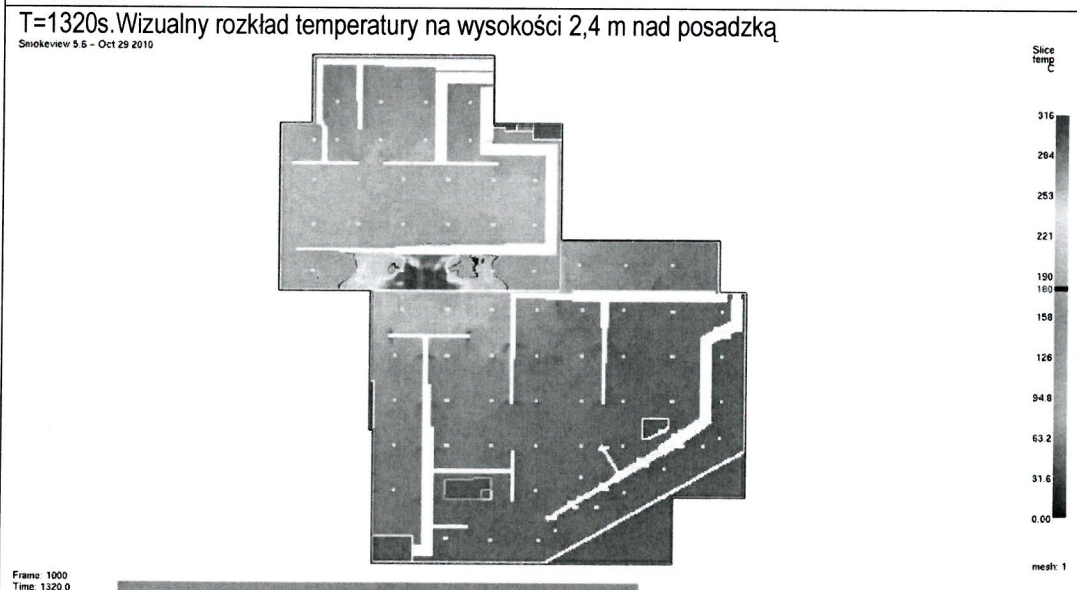 T=1320s.Wizualny rozkład temperatury na wysokości 2,4 m nad posadzką
Smokeview 5.6 - Oct 29 2010
Slice
temp
C
316
284
253
221
190
180
158
126
94.8
63.2
31.6
0.00
mesh: 1
Frame: 1000
Time: 1320.0